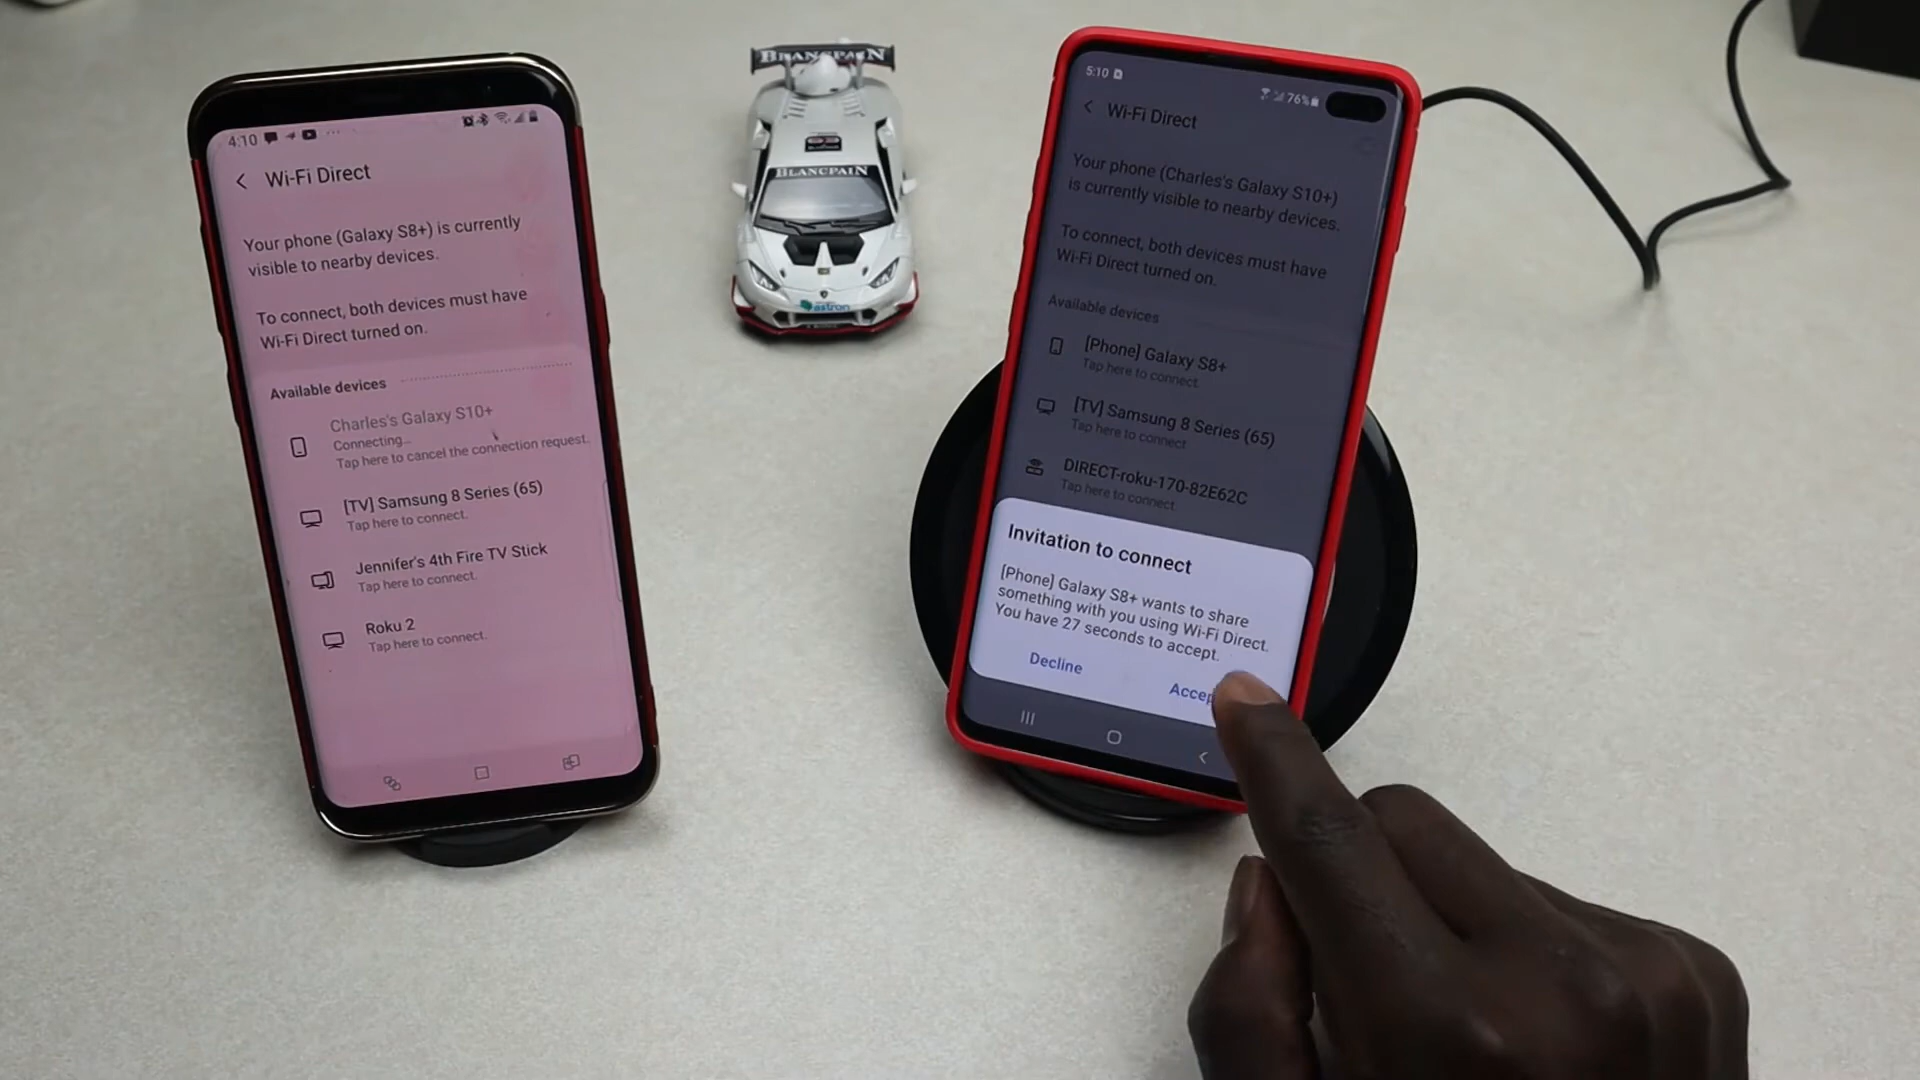 4:10
Wi-Fi Direct
Your phone (Galaxy S8+) is currently
visible to nearby devices.
To connect, both devices must have
Wi-Fi Direct turned on.
Available devices
Charles's Galaxy S10+
Connecting...
Tap here to cancel the connection request.
[TV] Samsung 8 Series (65)
Tap here to connect.
Jennifer's 4th Fire TV Stick
Tap here to connect.
Roku 2
Tap here to connect.
BLANCPAIN
BLANCPAIN
astron
5:10
76%
Wi-Fi Direct
Your phone (Charles's Galaxy S10+)
is currently visible to nearby devices.
To connect, both devices must have
Wi-Fi Direct turned on.
Available devices
[Phone] Galaxy S8+
Tap here to connect.
[TV] Samsung 8 Series (65)
Tap here to connect.
DIRECT-roku-170-82E62C
Tap here to connect.
Invitation to connect
[Phone] Galaxy S8+ wants to share
something with you using Wi-Fi Direct.
You have 27 seconds to accept.
Decline
Accep